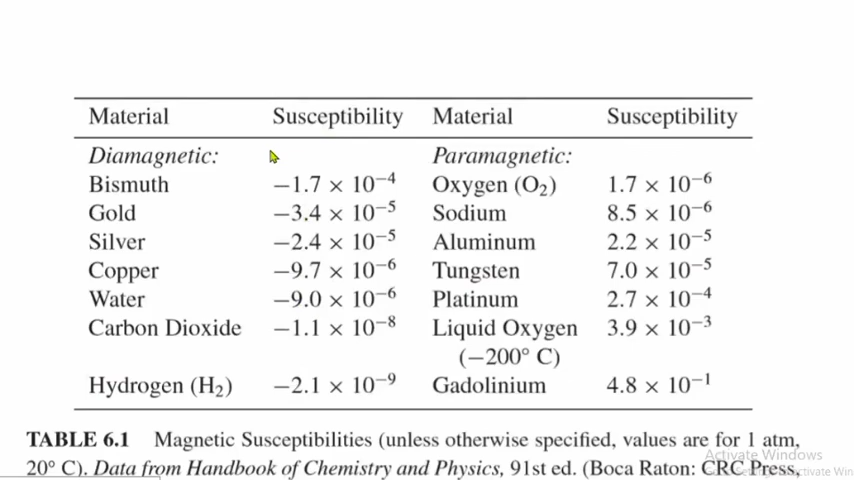 Material Susceptibility Material Susceptibility
Diamagnetic: Paramagnetic:
Bismuth −1.7 × 10⁻⁴ Oxygen (O₂) 1.7 × 10⁻⁶
Gold −3.4 × 10⁻⁵ Sodium 8.5 × 10⁻⁶
Silver −2.4 × 10⁻⁵ Aluminum 2.2 × 10⁻⁵
Copper −9.7 × 10⁻⁶ Tungsten 7.0 × 10⁻⁵
Water −9.0 × 10⁻⁶ Platinum 2.7 × 10⁻⁴
Carbon Dioxide −1.1 × 10⁻⁸ Liquid Oxygen 3.9 × 10⁻³
(−200° C)
Hydrogen (H₂) −2.1 × 10⁻⁹ Gadolinium 4.8 × 10⁻¹
TABLE 6.1 Magnetic Susceptibilities (unless otherwise specified, values are for 1 atm,
Activate Windows
20° C). Data from Handbook of Chemistry and Physics, 91st ed. (Boca Raton: CRC Press,